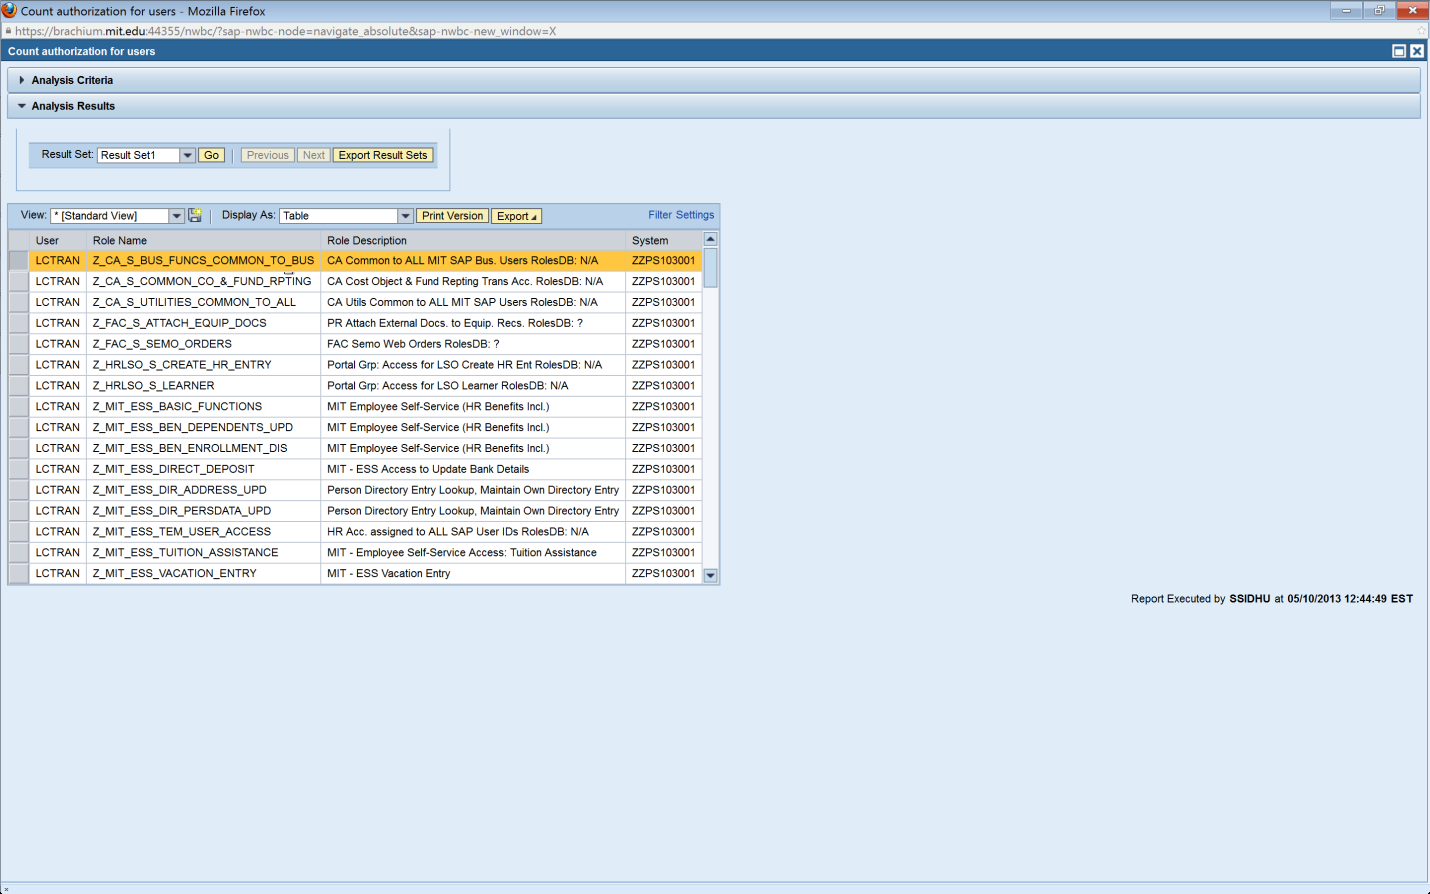 Count authorization for users - Mozilla Firefox
https://brachium.mit.edu:44355/nwbc/?sap-nwbc-node=navigate_absolute&sap-nwbc-new_window=X
Count authorization for users
Analysis Criteria
Analysis Results
Result Set: Result Set1 Go Previous Next Export Result Sets
View: * [Standard View] Display As: Table Print Version Export Filter Settings
User Role Name Role Description System
LCTRAN Z_CA_S_BUS_FUNCS_COMMON_TO_BUS CA Common to ALL MIT SAP Bus. Users RolesDB: N/A ZZPS103001
LCTRAN Z_CA_S_COMMON_CO_&_FUND_RPTING CA Cost Object & Fund Repting Trans Acc. RolesDB: N/A ZZPS103001
LCTRAN Z_CA_S_UTILITIES_COMMON_TO_ALL CA Utils Common to ALL MIT SAP Users RolesDB: N/A ZZPS103001
LCTRAN Z_FAC_S_ATTACH_EQUIP_DOCS PR Attach External Docs. to Equip. Recs. RolesDB: ? ZZPS103001
LCTRAN Z_FAC_S_SEMO_ORDERS FAC Semo Web Orders RolesDB: ? ZZPS103001
LCTRAN Z_HRLSO_S_CREATE_HR_ENTRY Portal Grp: Access for LSO Create HR Ent RolesDB: N/A ZZPS103001
LCTRAN Z_HRLSO_S_LEARNER Portal Grp: Access for LSO Learner RolesDB: N/A ZZPS103001
LCTRAN Z_MIT_ESS_BASIC_FUNCTIONS MIT Employee Self-Service (HR Benefits Incl.) ZZPS103001
LCTRAN Z_MIT_ESS_BEN_DEPENDENTS_UPD MIT Employee Self-Service (HR Benefits Incl.) ZZPS103001
LCTRAN Z_MIT_ESS_BEN_ENROLLMENT_DIS MIT Employee Self-Service (HR Benefits Incl.) ZZPS103001
LCTRAN Z_MIT_ESS_DIRECT_DEPOSIT MIT - ESS Access to Update Bank Details ZZPS103001
LCTRAN Z_MIT_ESS_DIR_ADDRESS_UPD Person Directory Entry Lookup, Maintain Own Directory Entry ZZPS103001
LCTRAN Z_MIT_ESS_DIR_PERSDATA_UPD Person Directory Entry Lookup, Maintain Own Directory Entry ZZPS103001
LCTRAN Z_MIT_ESS_TEM_USER_ACCESS HR Acc. assigned to ALL SAP User IDs RolesDB: N/A ZZPS103001
LCTRAN Z_MIT_ESS_TUITION_ASSISTANCE MIT - Employee Self-Service Access: Tuition Assistance ZZPS103001
LCTRAN Z_MIT_ESS_VACATION_ENTRY MIT - ESS Vacation Entry ZZPS103001
Report Executed by SSIDHU at 05/10/2013 12:44:49 EST